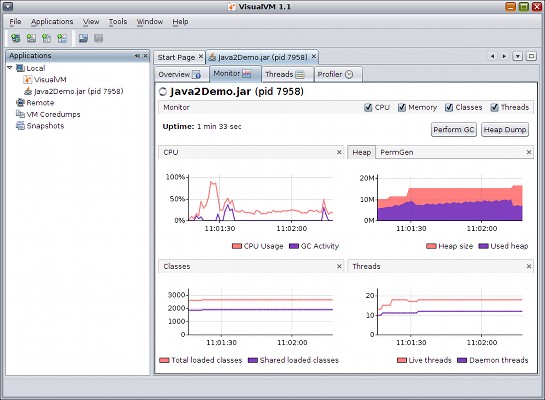 VisualVM 1.1
File Applications View Tools Window Help
Applications
Local
VisualVM
Java2Demo.jar (pid 7958)
Remote
VM Coredumps
Snapshots
Start Page Java2Demo.jar (pid 7958)
Overview Monitor Threads Profiler
Java2Demo.jar (pid 7958)
Monitor CPU Memory Classes Threads
Uptime: 1 min 33 sec
Perform GC Heap Dump
CPU
100%
50%
0%
11:01:30 11:02:00
CPU Usage GC Activity
Heap PermGen
20M
10M
0M
11:01:30 11:02:00
Heap size Used heap
Classes
3000
2000
1000
0
11:01:30 11:02:00
Total loaded classes Shared loaded classes
Threads
20
10
0
11:01:30 11:02:00
Live threads Daemon threads